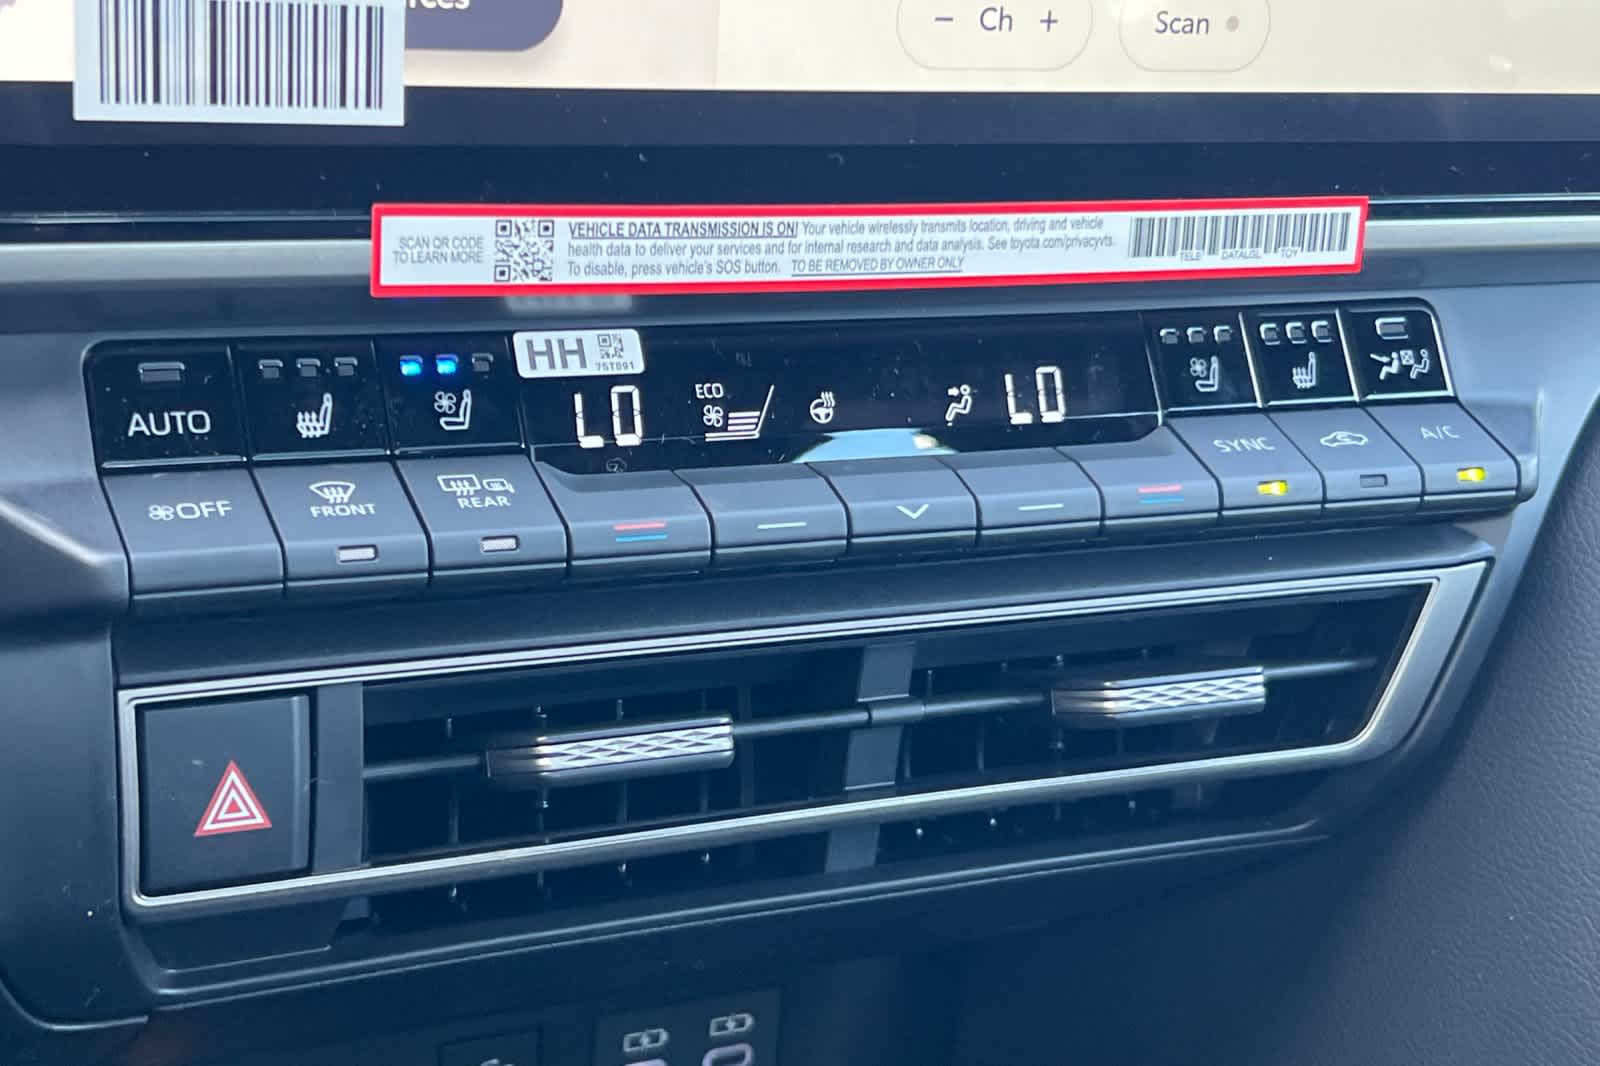 - Ch +
Scan
SCAN QR CODE
TO LEARN MORE
VEHICLE DATA TRANSMISSION IS ON! Your vehicle wirelessly transmits location, driving and vehicle
health data to deliver your services and for internal research and data analysis. See toyota.com/privacyvts.
To disable, press vehicle's SOS button. TO BE REMOVED BY OWNER ONLY
TELE DATALGL TOY
HH
75T091
AUTO
LO
ECO
LO
OFF
FRONT
REAR
SYNC
A/C